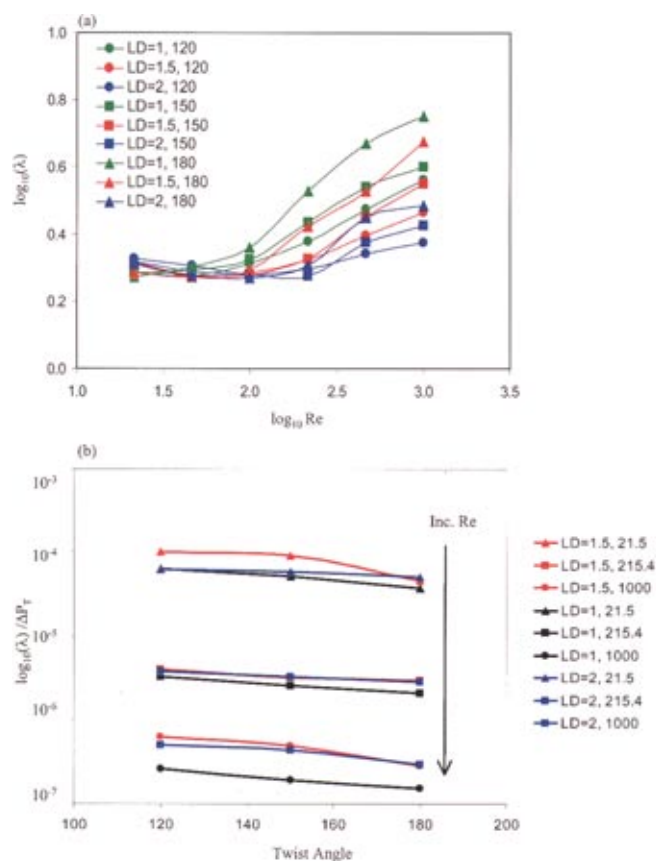 (a)
1.0
0.8
0.6
0.4
0.2
0.0
log₁₀(λ)
LD=1, 120
LD=1.5, 120
LD=2, 120
LD=1, 150
LD=1.5, 150
LD=2, 150
LD=1, 180
LD=1.5, 180
LD=2, 180
1.0 1.5 2.0 2.5 3.0 3.5
log₁₀ Re
(b)
10⁻³
10⁻⁴
10⁻⁵
10⁻⁶
10⁻⁷
log₁₀(λ) /ΔP_T
Inc. Re
LD=1.5, 21.5
LD=1.5, 215.4
LD=1.5, 1000
LD=1, 21.5
LD=1, 215.4
LD=1, 1000
LD=2, 21.5
LD=2, 215.4
LD=2, 1000
100 120 140 160 180 200
Twist Angle